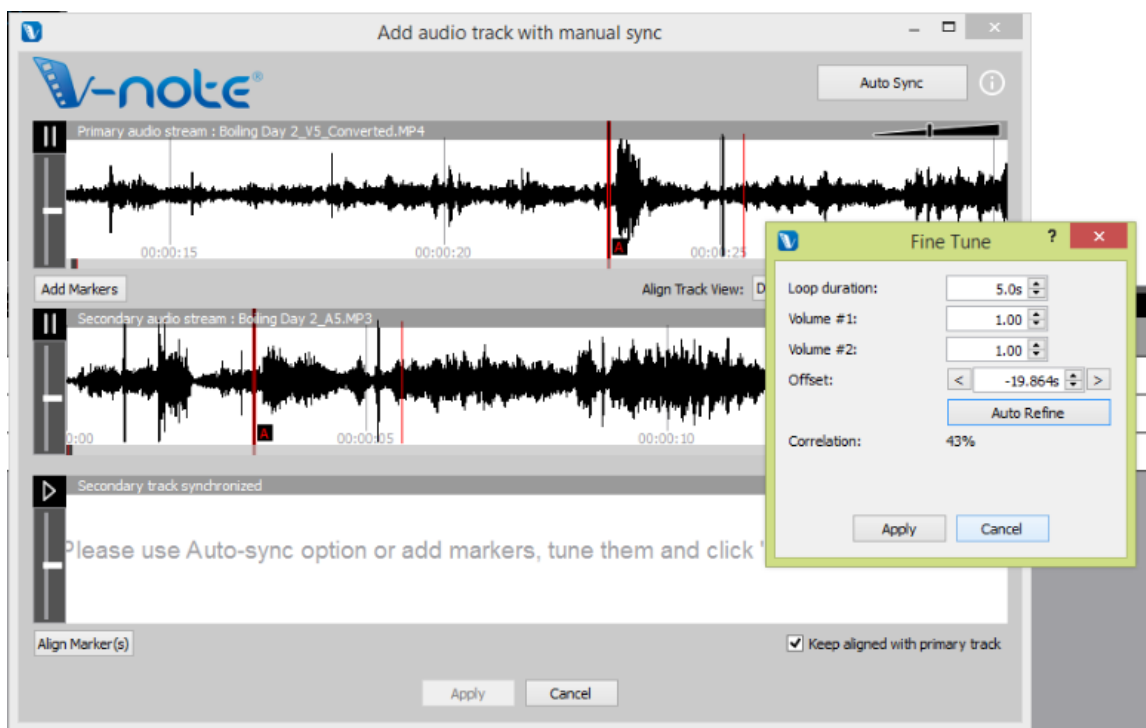 Add audio track with manual sync
V-note®
Auto Sync
Primary audio stream : Boiling Day 2_V5_Converted.MP4
00:00:15
00:00:20
00:00:25
A
Add Markers
Align Track View: D
Secondary audio stream : Boiling Day 2_A5.MP3
0:00
00:00:05
00:00:10
A
Secondary track synchronized
Please use Auto-sync option or add markers, tune them and click '
Align Marker(s)
Keep aligned with primary track
Apply
Cancel
Fine Tune
?
Loop duration: 5.0s
Volume #1: 1.00
Volume #2: 1.00
Offset: < -19.864s >
Auto Refine
Correlation: 43%
Apply
Cancel